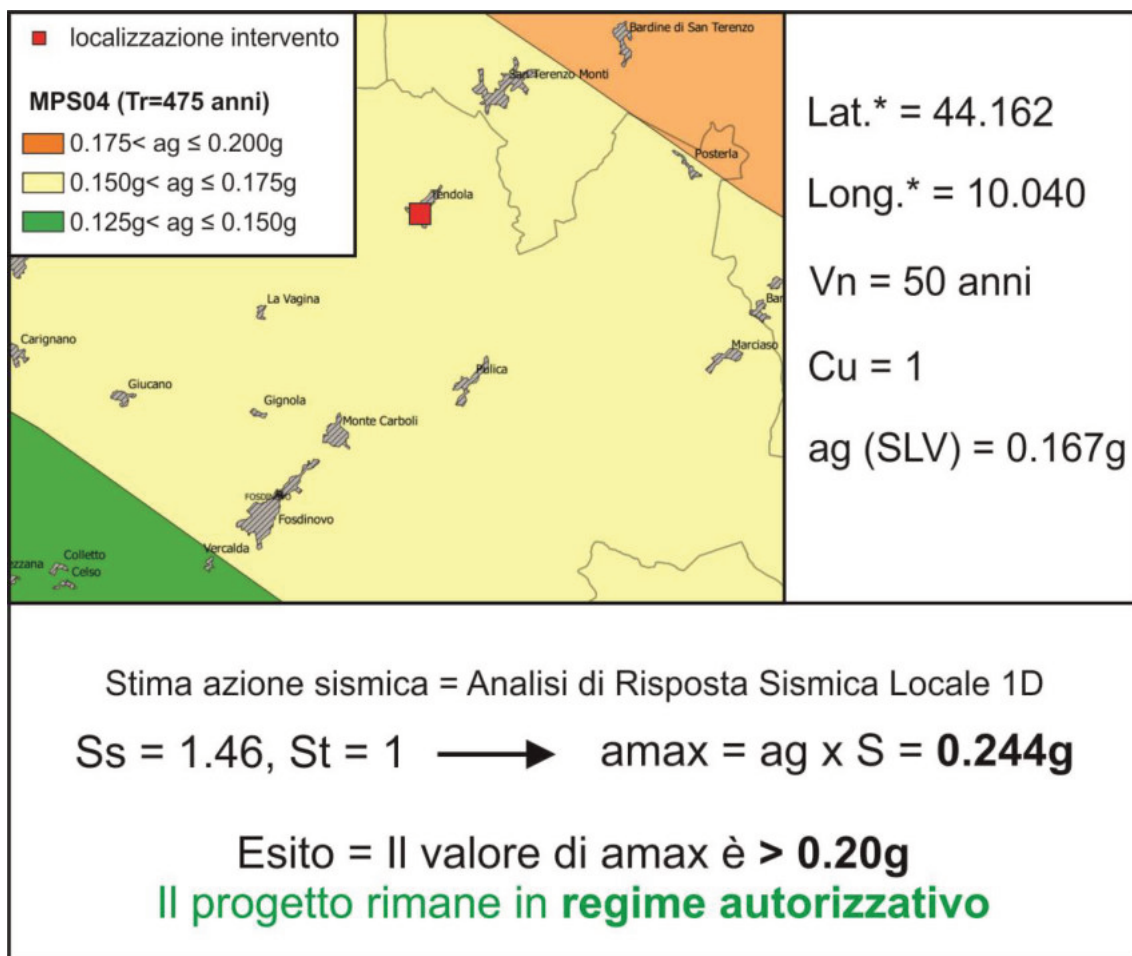 localizzazione intervento
MPS04 (Tr=475 anni)
0.175< ag ≤ 0.200g
0.150g< ag ≤ 0.175g
0.125g< ag ≤ 0.150g
Bardine di San Terenzo
San Terenzo Monti
Posterla
Tendola
La Vagina
Bar
Carignano
Marciaso
Pulica
Giucano
Gignola
Monte Carboli
FOSDINOVO
Fosdinovo
Vercalda
Colletto
ezzana
Celso
Lat.* = 44.162
Long.* = 10.040
Vn = 50 anni
Cu = 1
ag (SLV) = 0.167g
Stima azione sismica = Analisi di Risposta Sismica Locale 1D
Ss = 1.46, St = 1 → amax = ag x S = 0.244g
Esito = Il valore di amax è > 0.20g
Il progetto rimane in regime autorizzativo